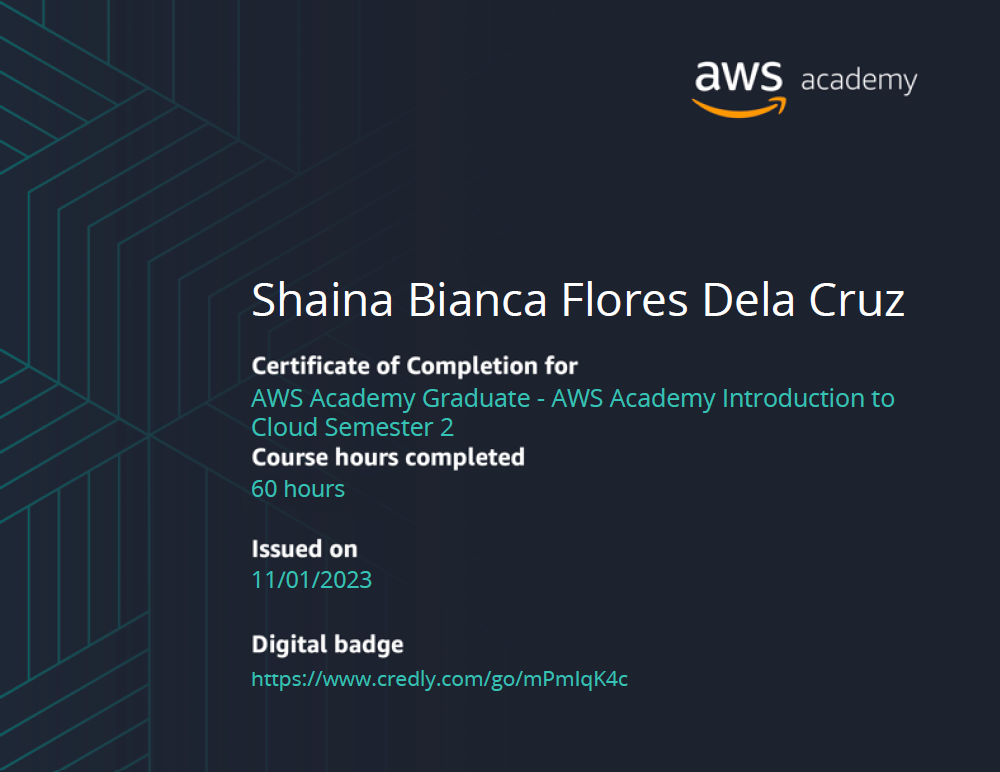 aws academy
Shaina Bianca Flores Dela Cruz
Certificate of Completion for
AWS Academy Graduate - AWS Academy Introduction to
Cloud Semester 2
Course hours completed
60 hours
Issued on
11/01/2023
Digital badge
https://www.credly.com/go/mPmIqK4c